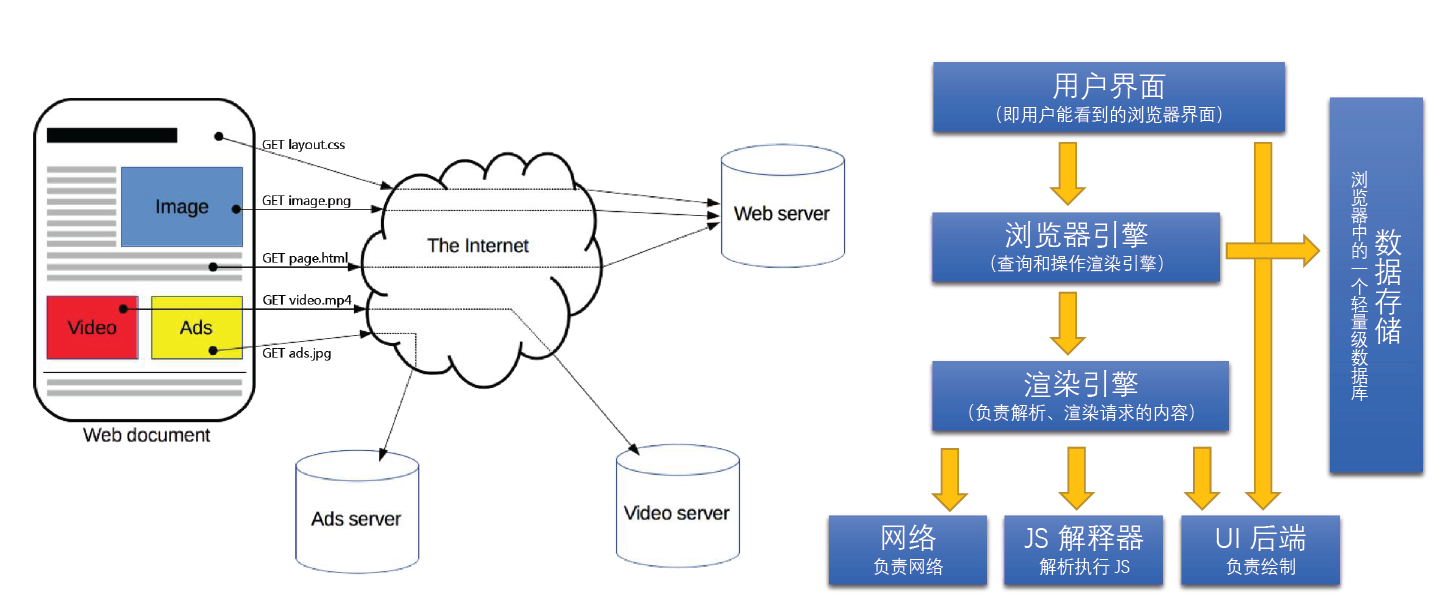 GET layout.css
Image
GET image.png
The Internet
GET page.html
Video
Ads
GET video.mp4
GET ads.jpg
Web document
Web server
Ads server
Video server
用户界面
（即用户能看到的浏览器界面）
浏览器引擎
（查询和操作渲染引擎）
渲染引擎
（负责解析、渲染请求的内容）
网络
负责网络
JS 解释器
解析执行 JS
UI 后端
负责绘制
数据存储
浏览器中的一个轻量级数据库